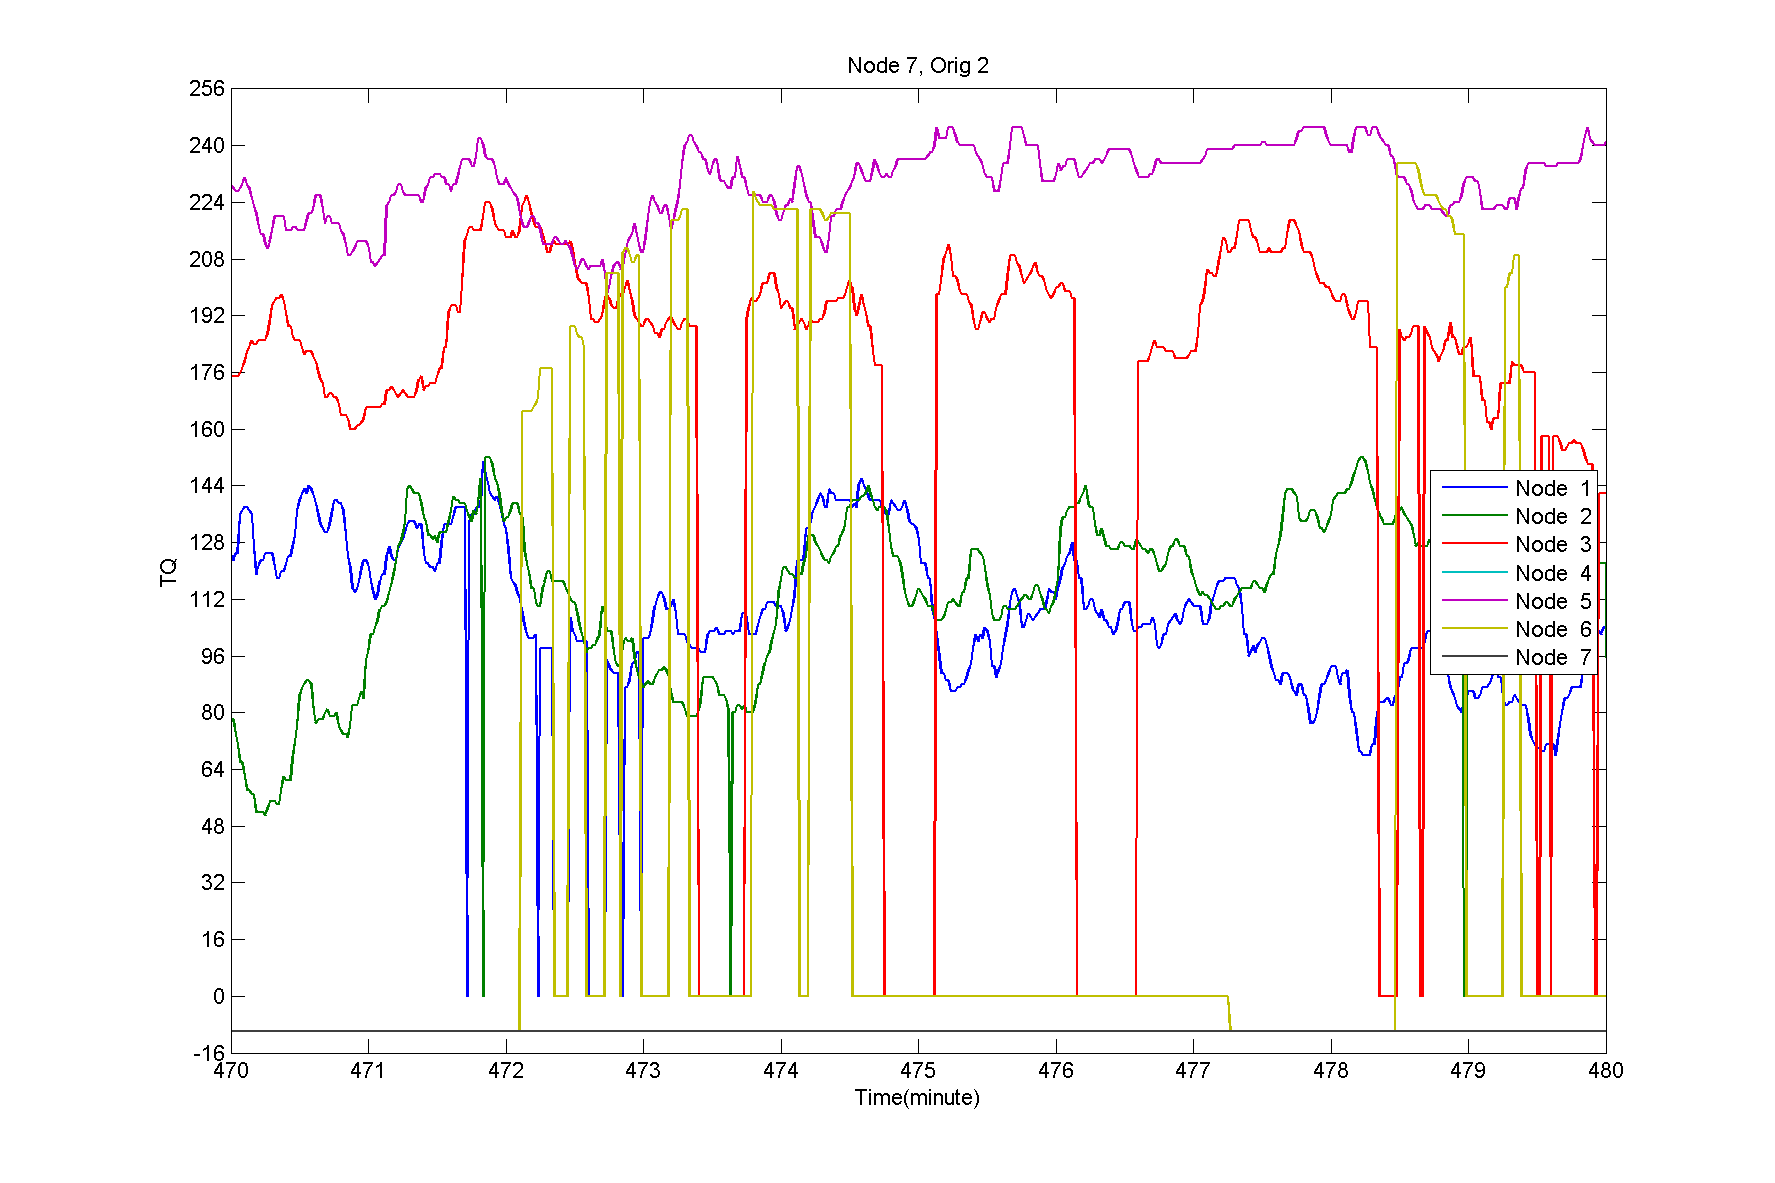 Node 7, Orig 2
256
240
224
208
192
176
160
144
128
112
96
80
64
48
32
16
0
-16
TQ
Node 1
Node 2
Node 3
Node 4
Node 5
Node 6
Node 7
470 471 472 473 474 475 476 477 478 479 480
Time(minute)